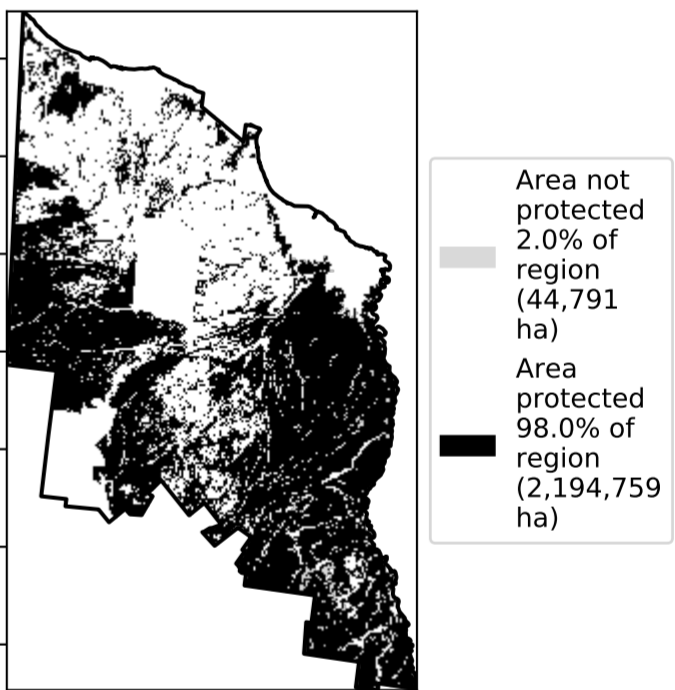 Area not
protected
2.0% of
region
(44,791
ha)
Area
protected
98.0% of
region
(2,194,759
ha)